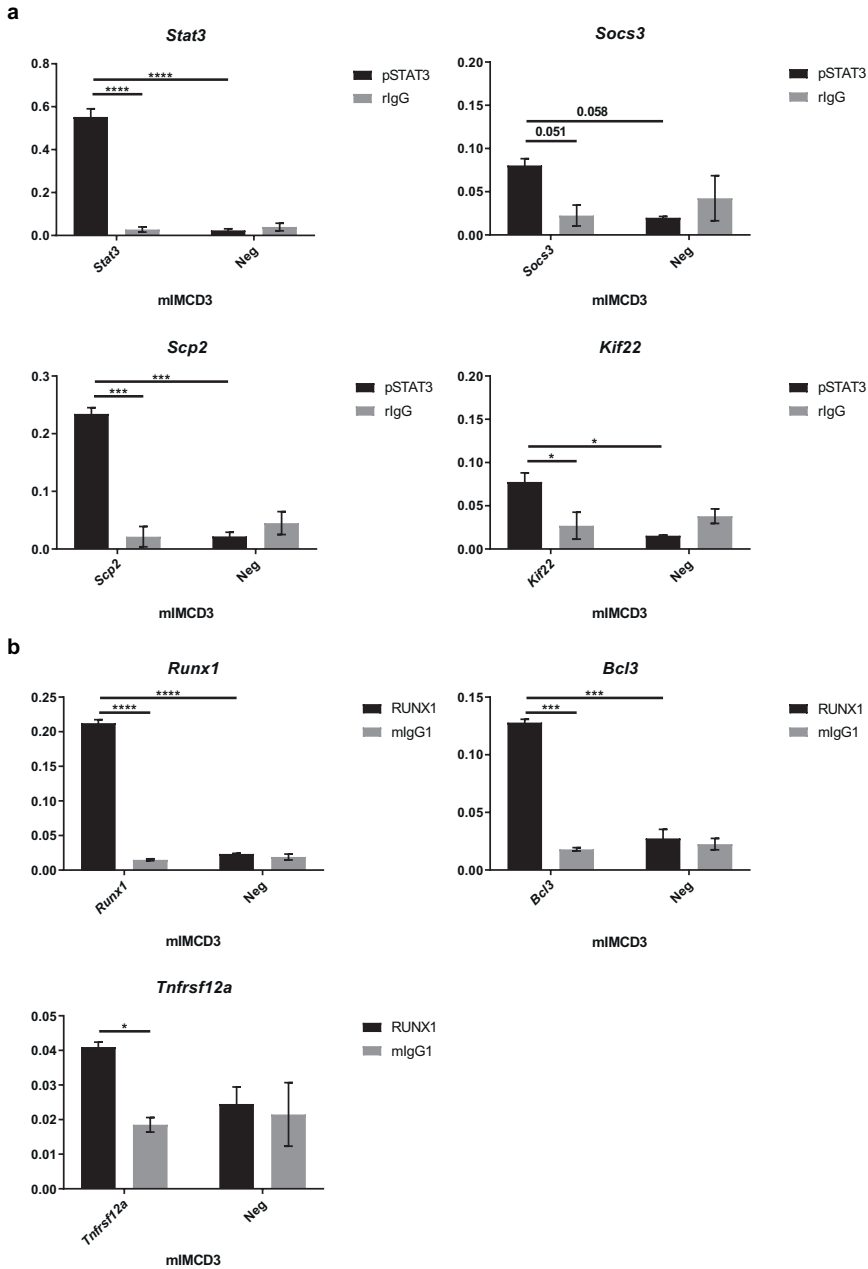 a
Stat3
0.8
0.6
0.4
0.2
0.0
****
****
pSTAT3
rIgG
Stat3
Neg
mIMCD3
Socs3
0.20
0.15
0.10
0.05
0.00
0.058
0.051
pSTAT3
rIgG
Socs3
Neg
mIMCD3
Scp2
0.3
0.2
0.1
0.0
***
***
pSTAT3
rIgG
Scp2
Neg
mIMCD3
Kif22
0.20
0.15
0.10
0.05
0.00
*
*
pSTAT3
rIgG
Kif22
Neg
mIMCD3
b
Runx1
0.25
0.20
0.15
0.10
0.05
0.00
****
****
RUNX1
mIgG1
Runx1
Neg
mIMCD3
Bcl3
0.15
0.10
0.05
0.00
***
***
RUNX1
mIgG1
Bcl3
Neg
mIMCD3
Tnfrsf12a
0.05
0.04
0.03
0.02
0.01
0.00
*
RUNX1
mIgG1
Tnfrsf12a
Neg
mIMCD3